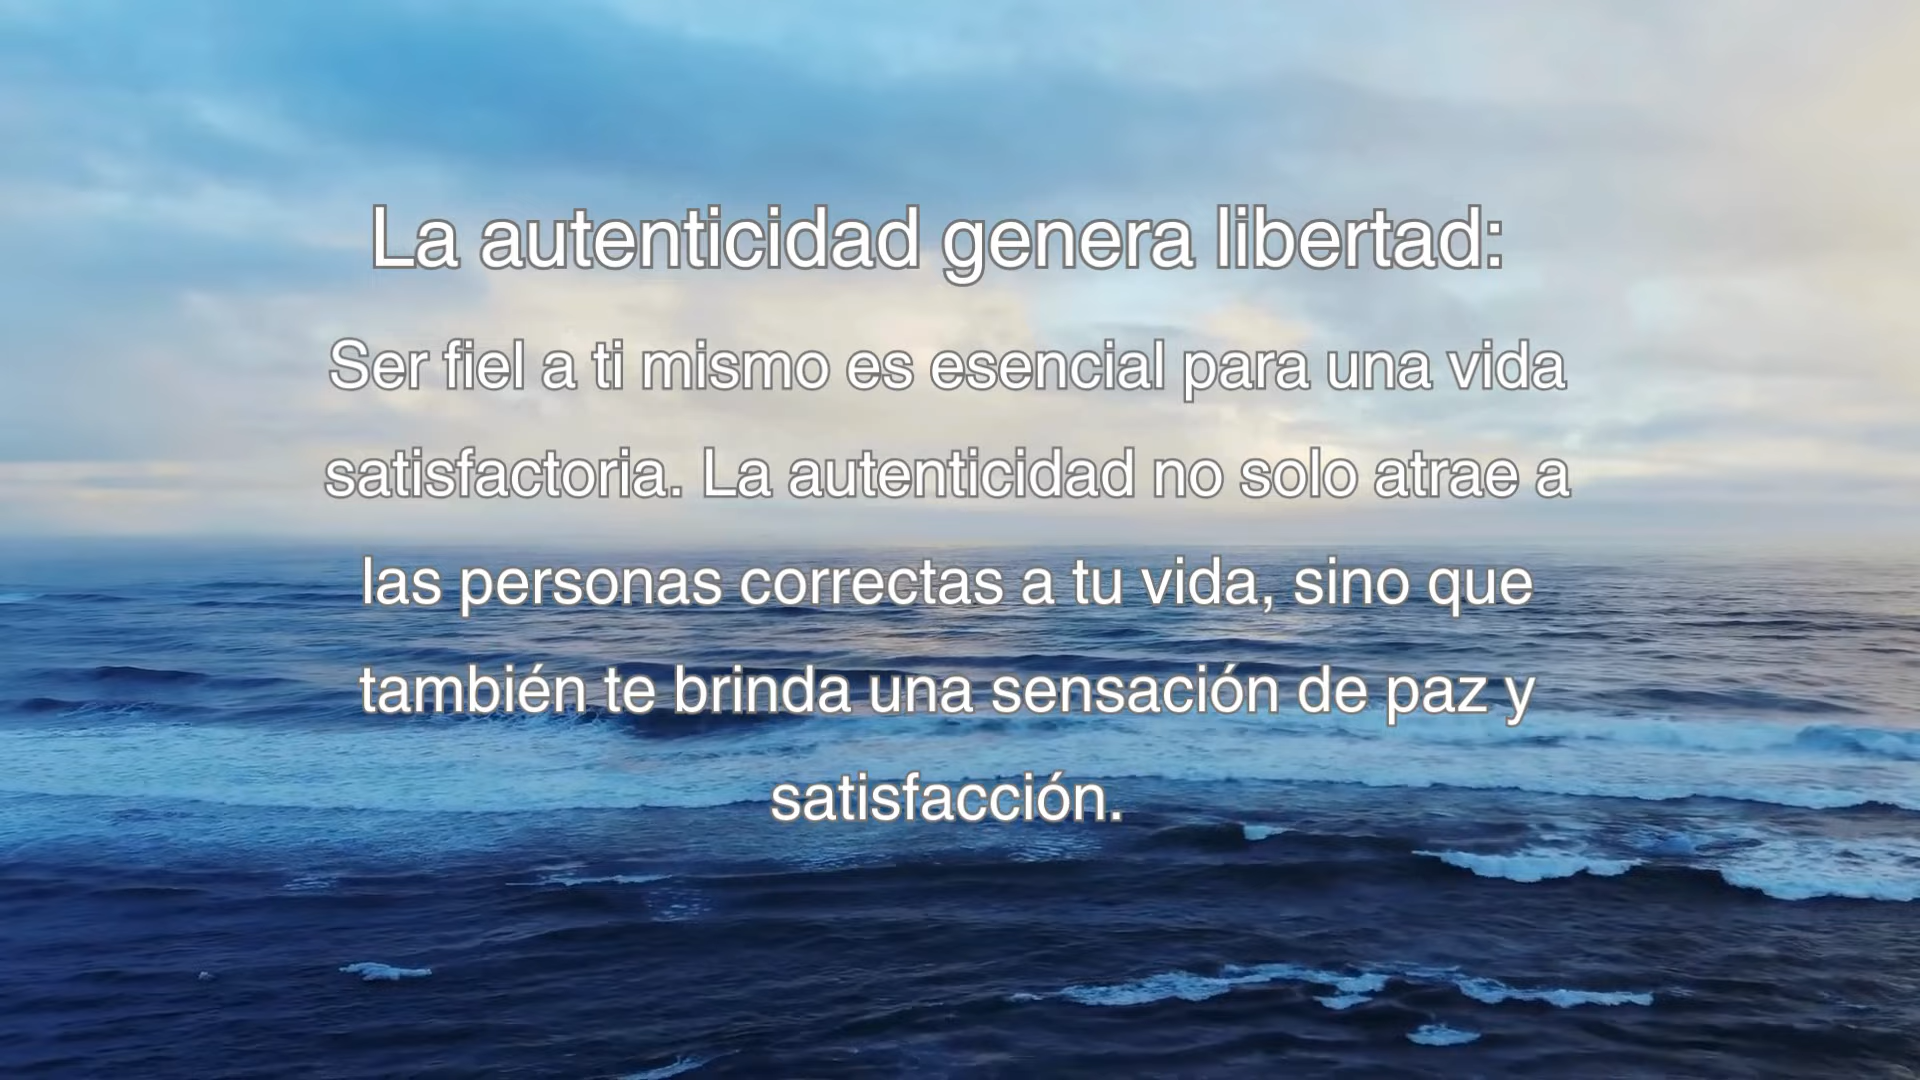 La autenticidad genera libertad:
Ser fiel a ti mismo es esencial para una vida
satisfactoria. La autenticidad no solo atrae a
las personas correctas a tu vida, sino que
también te brinda una sensación de paz y
satisfacción.